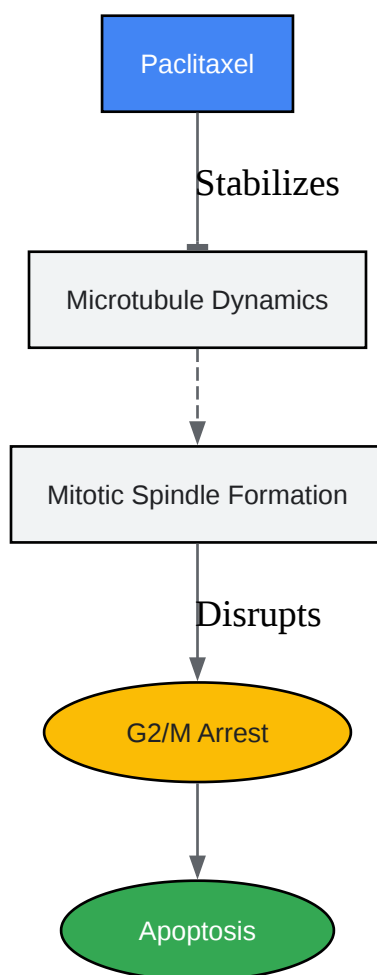 Paclitaxel
Stabilizes
Microtubule Dynamics
Mitotic Spindle Formation
Disrupts
G2/M Arrest
Apoptosis